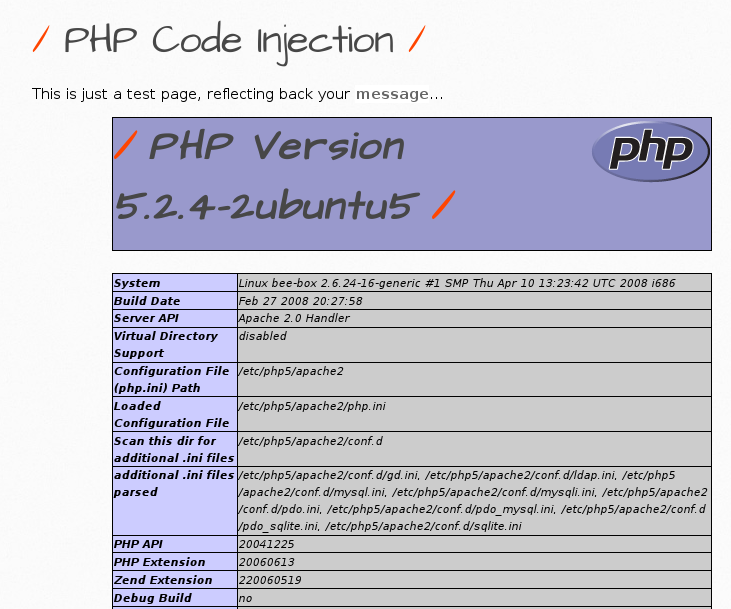 / PHP Code Injection /
This is just a test page, reflecting back your message...
/ PHP Version
php
5.2.4-2ubuntu5 /
System Linux bee-box 2.6.24-16-generic #1 SMP Thu Apr 10 13:23:42 UTC 2008 i686
Build Date Feb 27 2008 20:27:58
Server API Apache 2.0 Handler
Virtual Directory disabled
Support
Configuration File /etc/php5/apache2
(php.ini) Path
Loaded /etc/php5/apache2/php.ini
Configuration File
Scan this dir for /etc/php5/apache2/conf.d
additional .ini files
additional .ini files /etc/php5/apache2/conf.d/gd.ini, /etc/php5/apache2/conf.d/ldap.ini, /etc/php5
parsed /apache2/conf.d/mysql.ini, /etc/php5/apache2/conf.d/mysqli.ini, /etc/php5/apache2
/conf.d/pdo.ini, /etc/php5/apache2/conf.d/pdo_mysql.ini, /etc/php5/apache2/conf.d
/pdo_sqlite.ini, /etc/php5/apache2/conf.d/sqlite.ini
PHP API 20041225
PHP Extension 20060613
Zend Extension 220060519
Debug Build no